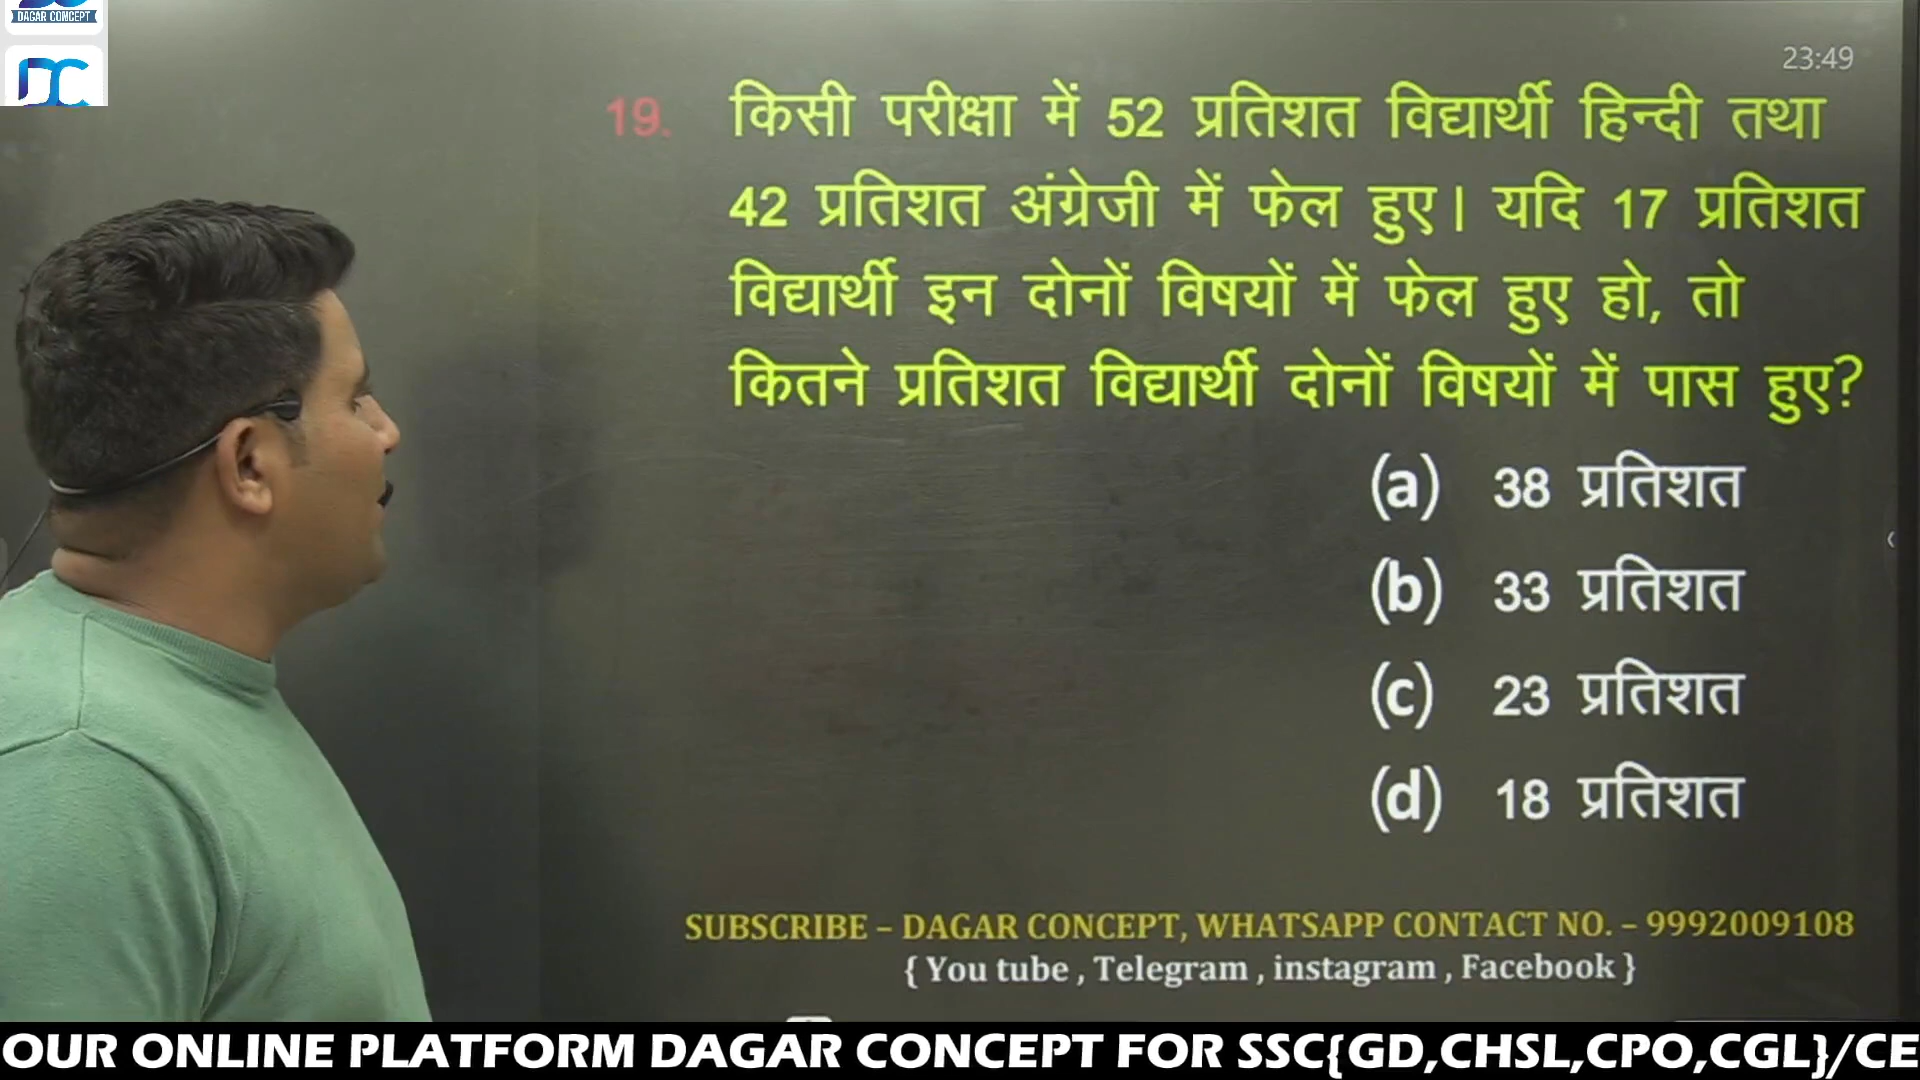 DAGAR CONCEPT
DC
23:49
19. किसी परीक्षा में 52 प्रतिशत विद्यार्थी हिन्दी तथा
42 प्रतिशत अंग्रेजी में फेल हुए। यदि 17 प्रतिशत
विद्यार्थी इन दोनों विषयों में फेल हुए हो, तो
कितने प्रतिशत विद्यार्थी दोनों विषयों में पास हुए?
(a) 38 प्रतिशत
(b) 33 प्रतिशत
(c) 23 प्रतिशत
(d) 18 प्रतिशत
SUBSCRIBE – DAGAR CONCEPT, WHATSAPP CONTACT NO. – 9992009108
{ You tube , Telegram , instagram , Facebook }
OUR ONLINE PLATFORM DAGAR CONCEPT FOR SSC{GD,CHSL,CPO,CGL}/CE